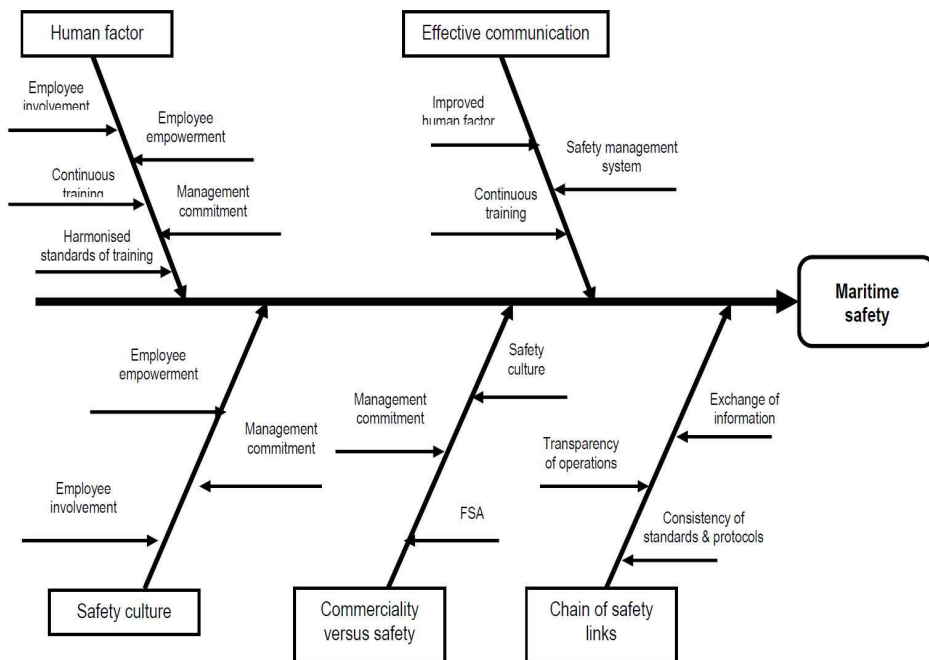 Human factor
Effective communication
Employee
involvement
Employee
empowerment
Continuous
training
Management
commitment
Harmonised
standards of training
Improved
human factor
Safety management
system
Continuous
training
Maritime
safety
Employee
empowerment
Management
commitment
Employee
involvement
Safety
culture
Management
commitment
FSA
Exchange of
information
Transparency
of operations
Consistency of
standards & protocols
Safety culture
Commerciality
versus safety
Chain of safety
links